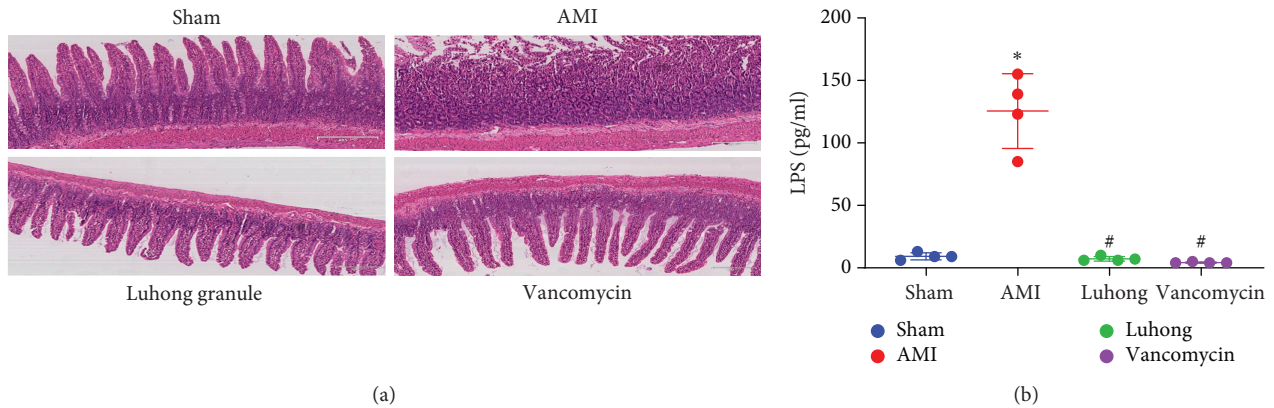 Sham
AMI
Luhong granule
Vancomycin
(a)
LPS (pg/ml)
200
150
100
50
0
*
#
#
Sham
AMI
Luhong
Vancomycin
Sham
Luhong
AMI
Vancomycin
(b)